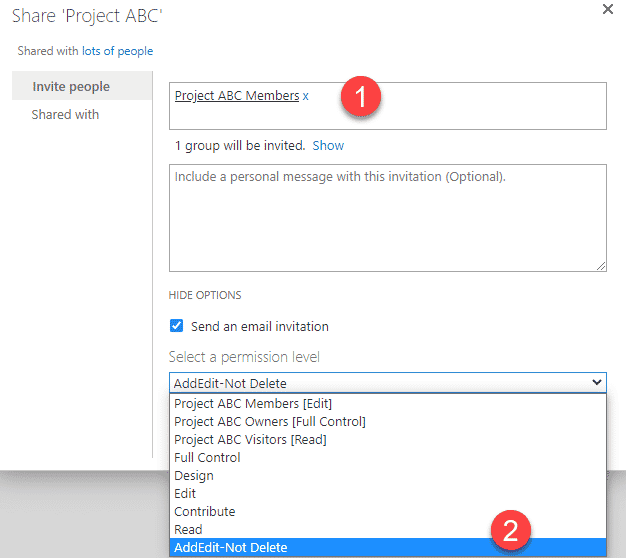 Share 'Project ABC'
Shared with lots of people
Invite people
Shared with
Project ABC Members x
1
1 group will be invited. Show
Include a personal message with this invitation (Optional).
HIDE OPTIONS
Send an email invitation
Select a permission level
AddEdit-Not Delete
Project ABC Members [Edit]
Project ABC Owners [Full Control]
Project ABC Visitors [Read]
Full Control
Design
Edit
Contribute
Read
2
AddEdit-Not Delete